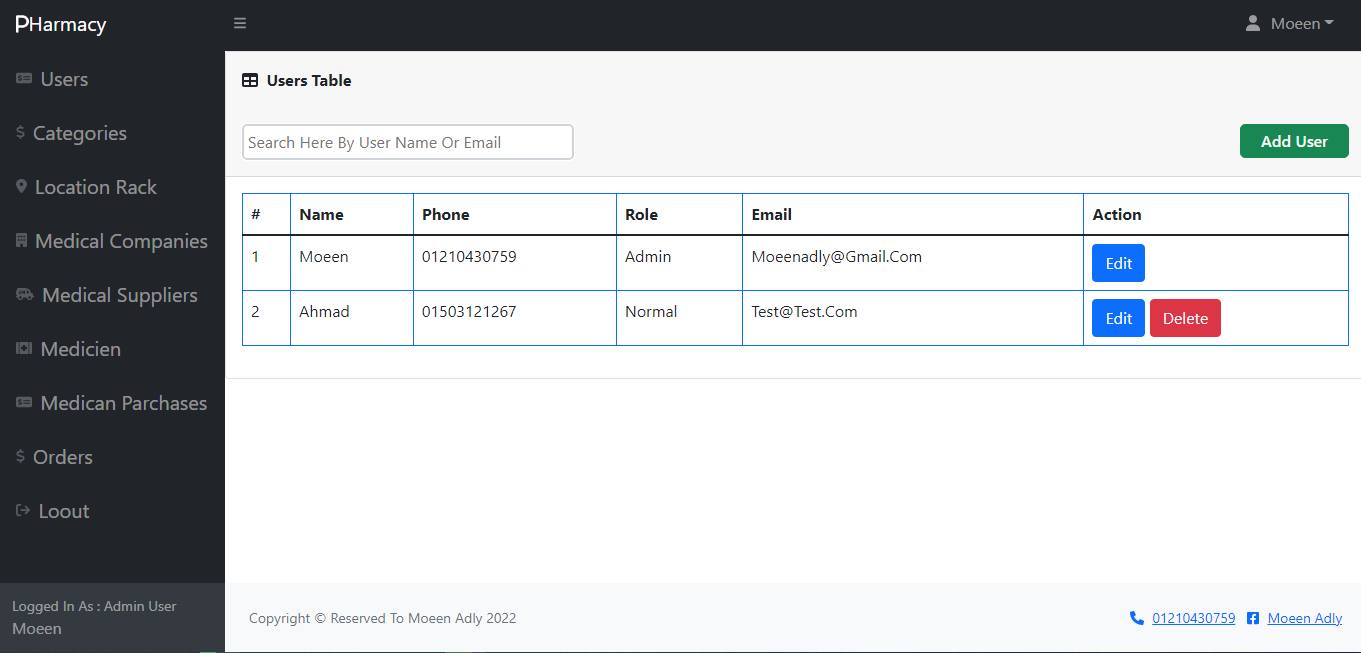 PHarmacy
Moeen
Users
Categories
Location Rack
Medical Companies
Medical Suppliers
Medicien
Medican Parchases
Orders
Loout
Logged In As : Admin User
Moeen
Users Table
Search Here By User Name Or Email
Add User
# Name Phone Role Email Action
1 Moeen 01210430759 Admin Moeenadly@Gmail.Com Edit
2 Ahmad 01503121267 Normal Test@Test.Com Edit Delete
Copyright © Reserved To Moeen Adly 2022
01210430759 Moeen Adly